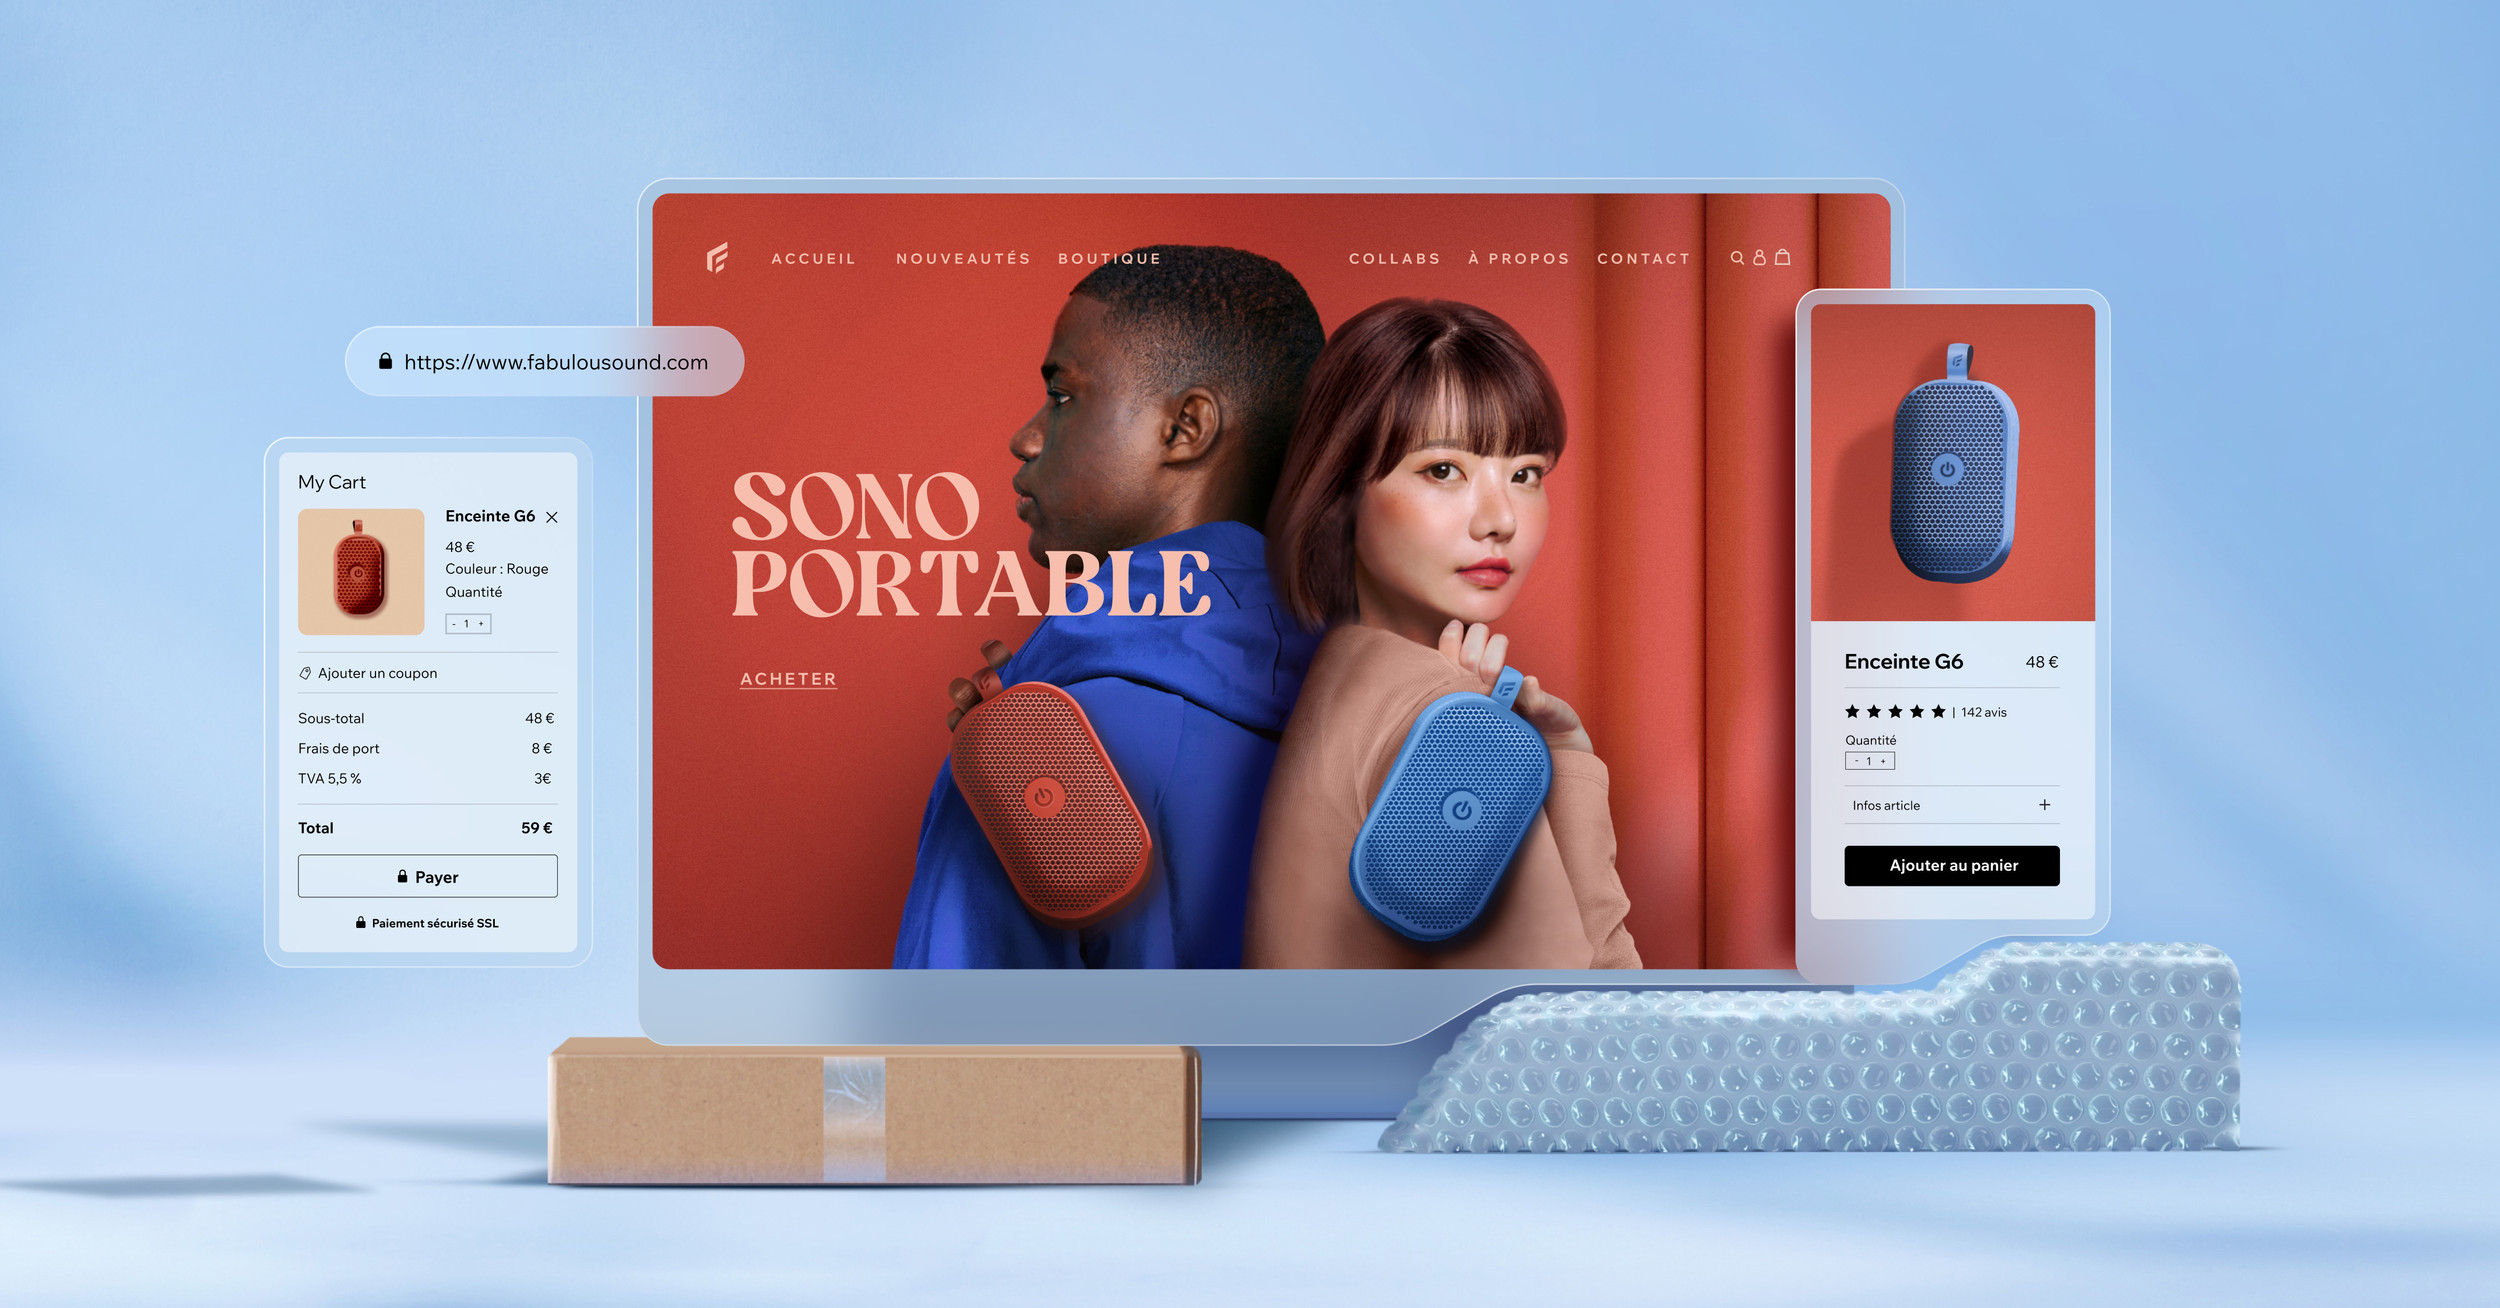 ACCUEIL NOUVEAUTÉS BOUTIQUE COLLABS À PROPOS CONTACT
https://www.fabulousound.com
SONO
PORTABLE
ACHETER
My Cart
Enceinte G6
48 €
Couleur : Rouge
Quantité
- 1 +
Ajouter un coupon
Sous-total 48 €
Frais de port 8 €
TVA 5,5 % 3€
Total 59 €
Payer
Paiement sécurisé SSL
Enceinte G6 48 €
| 142 avis
Quantité
- 1 +
Infos article +
Ajouter au panier